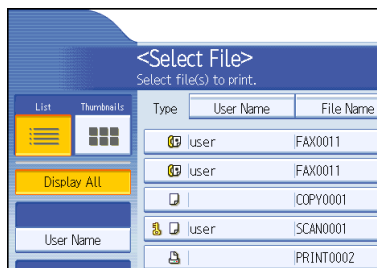 <Select File>
Select file(s) to print.
List Thumbnails
Type User Name File Name
user FAX0011
Display All
user FAX0011
COPY0001
User Name
user SCAN0001
PRINT0002